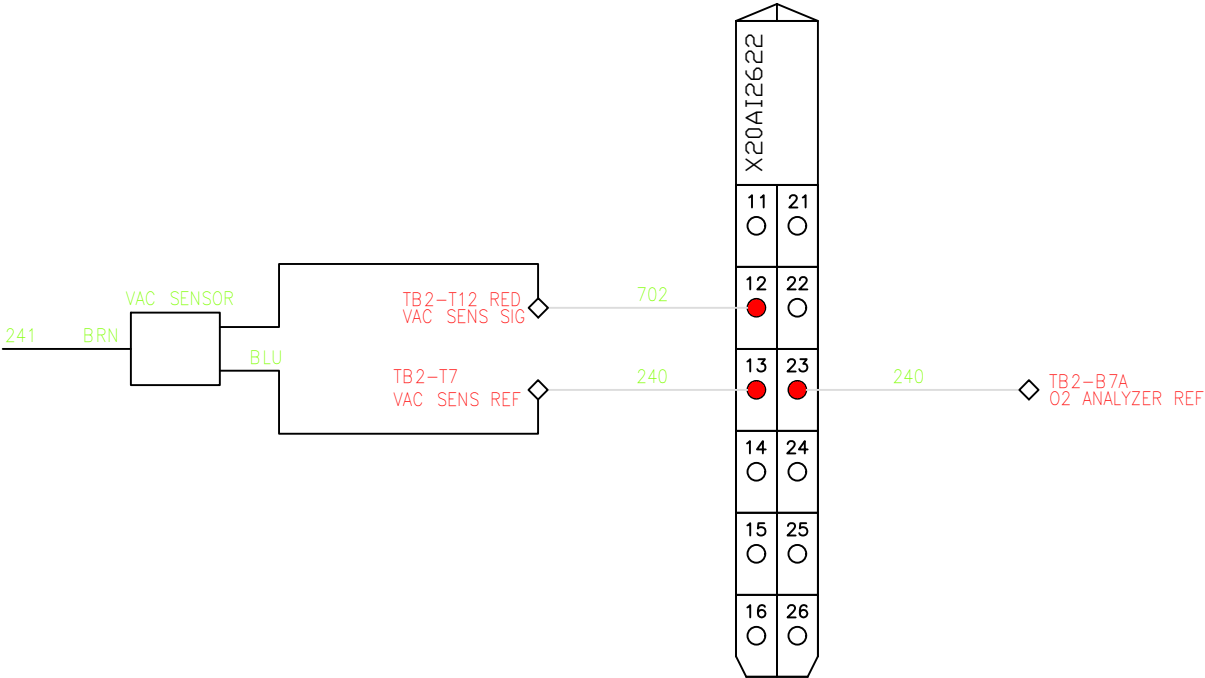 X20AI2622
11 21
12 22
VAC SENSOR
TB2-T12 RED
VAC SENS SIG
702
241 BRN
BLU
13 23
TB2-T7
VAC SENS REF
240
240
TB2-B7A
O2 ANALYZER REF
14 24
15 25
16 26